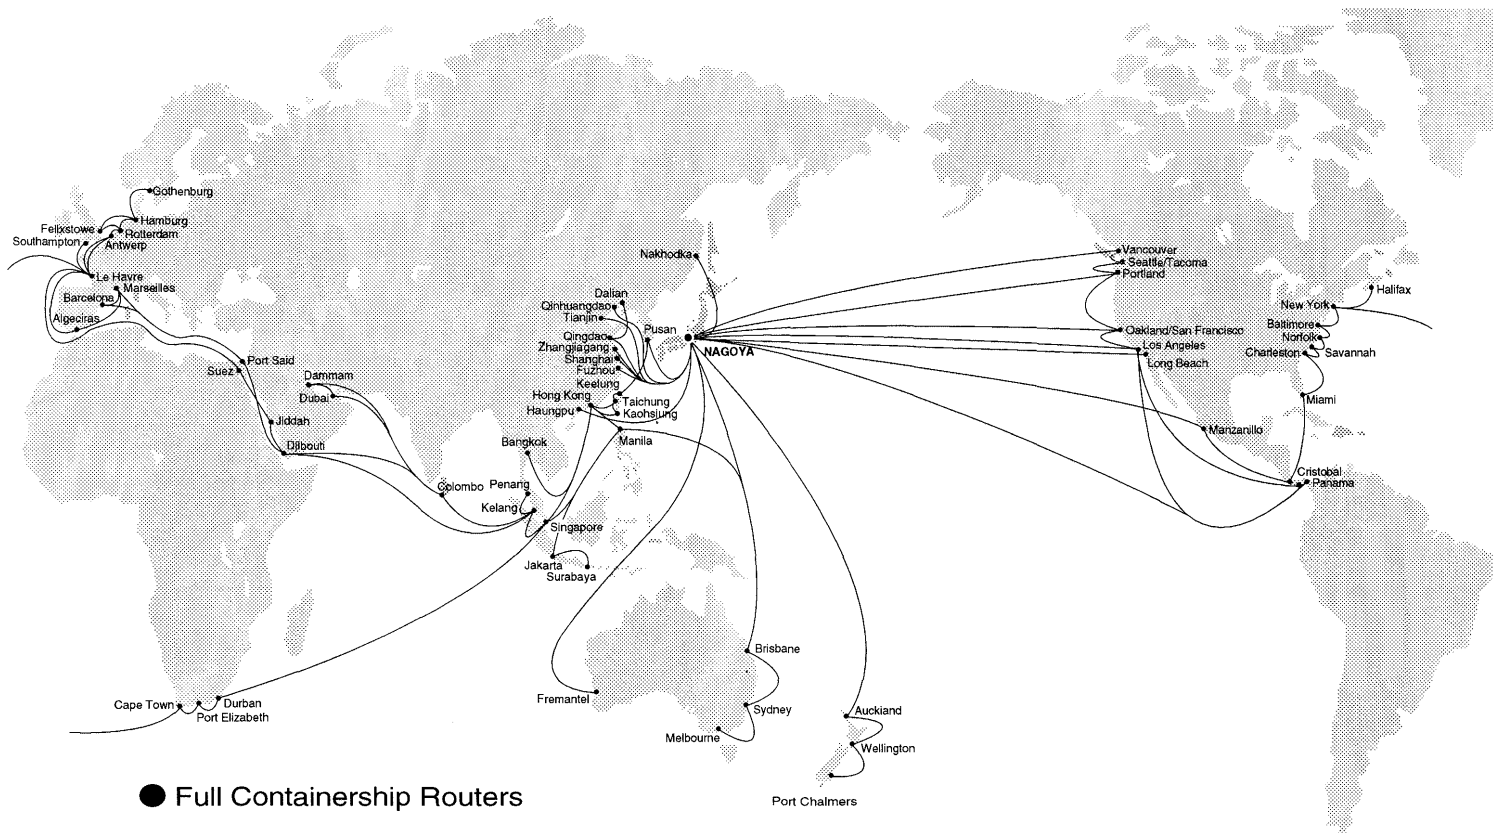 Gothenburg
Hamburg
Felixstowe
Rotterdam
Southampton
Antwerp
Le Havre
Marseilles
Barcelona
Algeciras
Port Said
Suez
Dammam
Dubai
Jiddah
Djibouti
Colombo
Nakhodka
Dalian
Qinhuangdao
Tianjin
Pusan
Qingdao
Zhangjiagang
Shanghai
Fuzhou
Keelung
Hong Kong
Taichung
Haungpu
Kaohsiung
Manila
Bangkok
Penang
Kelang
Singapore
Jakarta
Surabaya
NAGOYA
Vancouver
Seattle/Tacoma
Portland
Oakland/San Francisco
Los Angeles
Long Beach
Manzanillo
Halifax
New York
Baltimore
Norfolk
Charleston
Savannah
Miami
Cristobal
Panama
Brisbane
Fremantel
Sydney
Melbourne
Auckland
Wellington
Port Chalmers
Cape Town
Durban
Port Elizabeth
Full Containership Routers